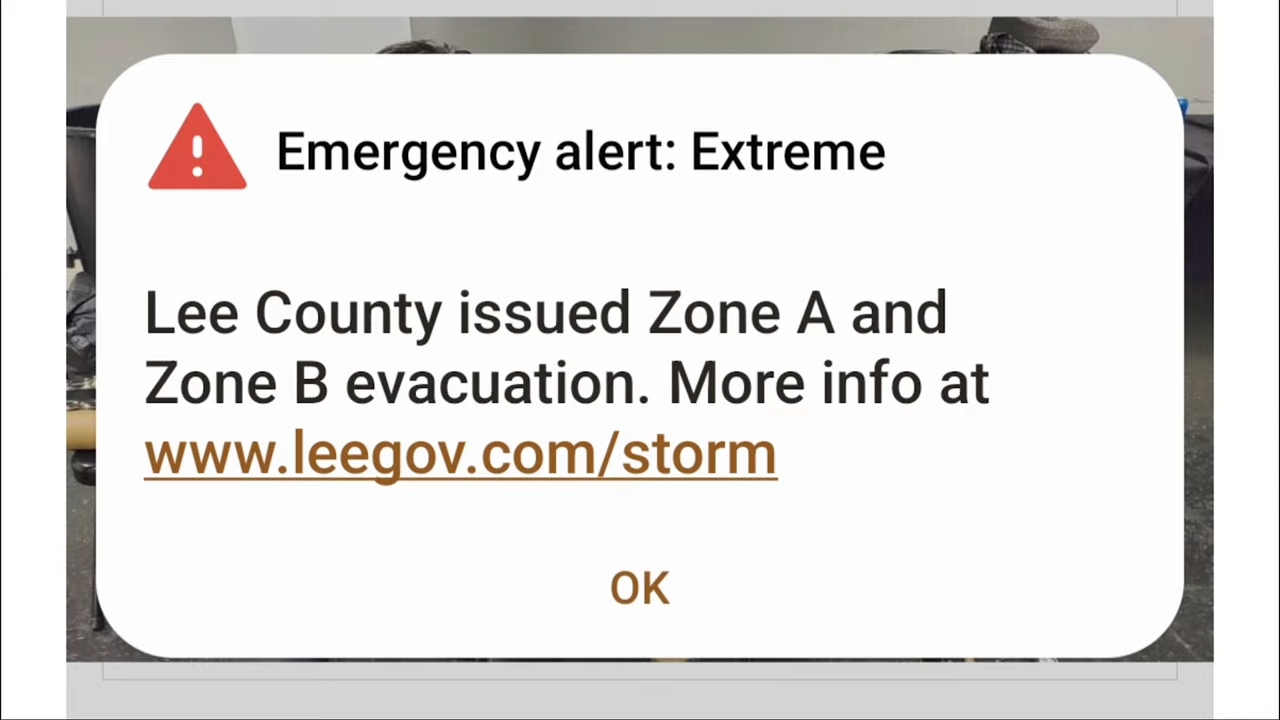 Emergency alert: Extreme
Lee County issued Zone A and
Zone B evacuation. More info at
www.leegov.com/storm
OK